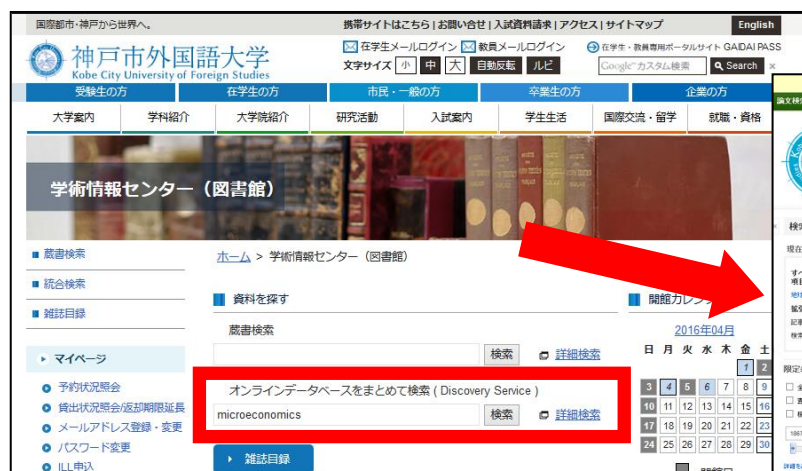 国際都市・神戸から世界へ。
携帯サイトはこちら | お問い合せ | 入試資料請求 | アクセス | サイトマップ
English
神戸市外国語大学
Kobe City University of Foreign Studies
在学生メールログイン 教員メールログイン 在学生・教員専用ポータルサイト GAIDAI PASS
文字サイズ 小 中 大 自動反転 ルビ Google カスタム検索 Search ×
受験生の方 在学生の方 市民・一般の方 卒業生の方 企業の方
大学案内 学科紹介 大学院紹介 研究活動 入試案内 学生生活 国際交流・留学 就職・資格
学術情報センター（図書館）
蔵書検索
統合検索
雑誌目録
マイページ
予約状況照会
貸出状況照会/返却期限延長
メールアドレス登録・変更
パスワード変更
ILL申込
ホーム > 学術情報センター（図書館）
資料を探す
蔵書検索
検索 詳細検索
オンラインデータベースをまとめて検索 ( Discovery Service )
microeconomics 検索 詳細検索
雑誌目録
2016年04月
日 月 火 水 木 金 土
1 2
3 4 5 6 7 8 9
10 11 12 13 14 15 16
17 18 19 20 21 22 23
24 25 26 27 28 29 30